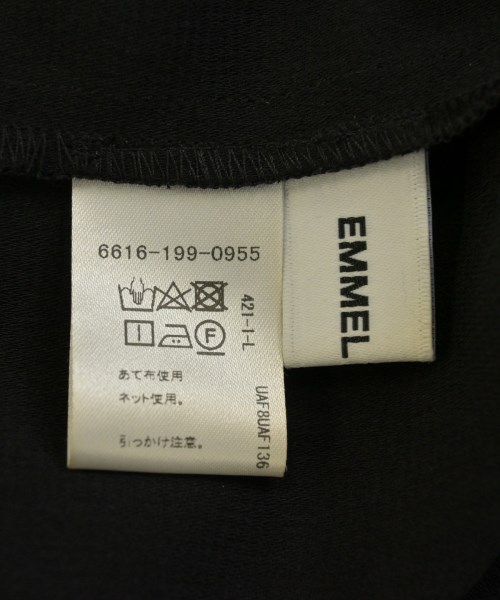 6616-199-0955
F
421-1-L
あて布使用
ネット使用。
引っかけ注意。
UAF8UAF136
EMMEL